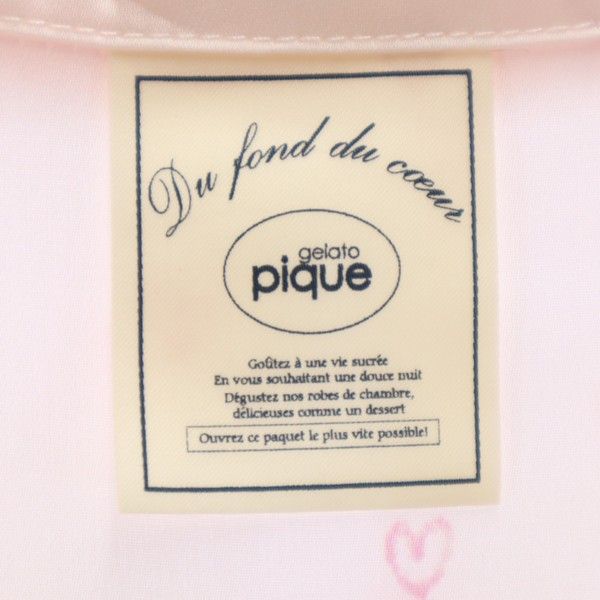 Du fond du cœur
gelato
pique
Goûtez à une vie sucrée
En vous souhaitant une douce nuit
Dégustez nos robes de chambre,
délicieuses comme un dessert
Ouvrez ce paquet le plus vite possible!